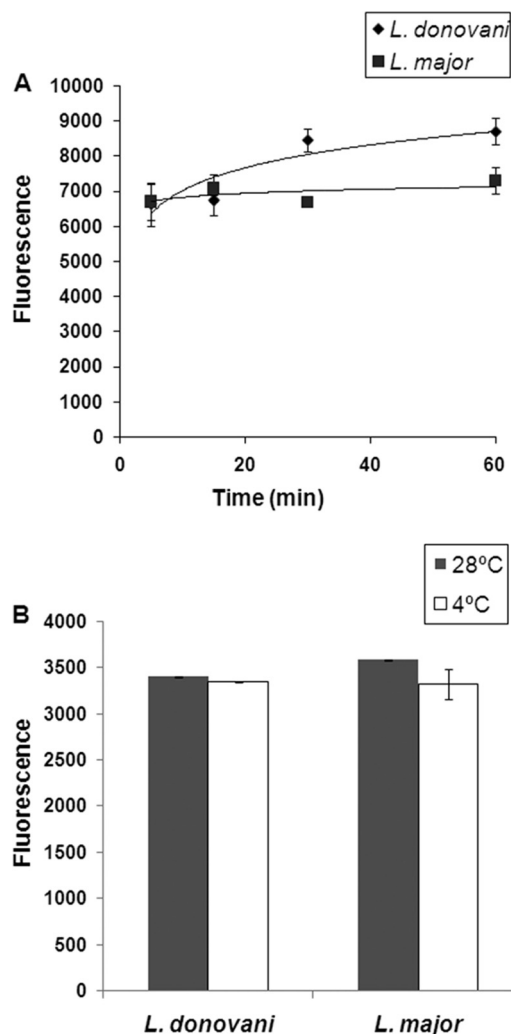 L. donovani
L. major
A
10000
9000
8000
7000
6000
5000
4000
3000
2000
1000
0
Fluorescence
0 20 40 60
Time (min)
28ºC
4ºC
B
4000
3500
3000
2500
2000
1500
1000
500
0
Fluorescence
L. donovani L. major